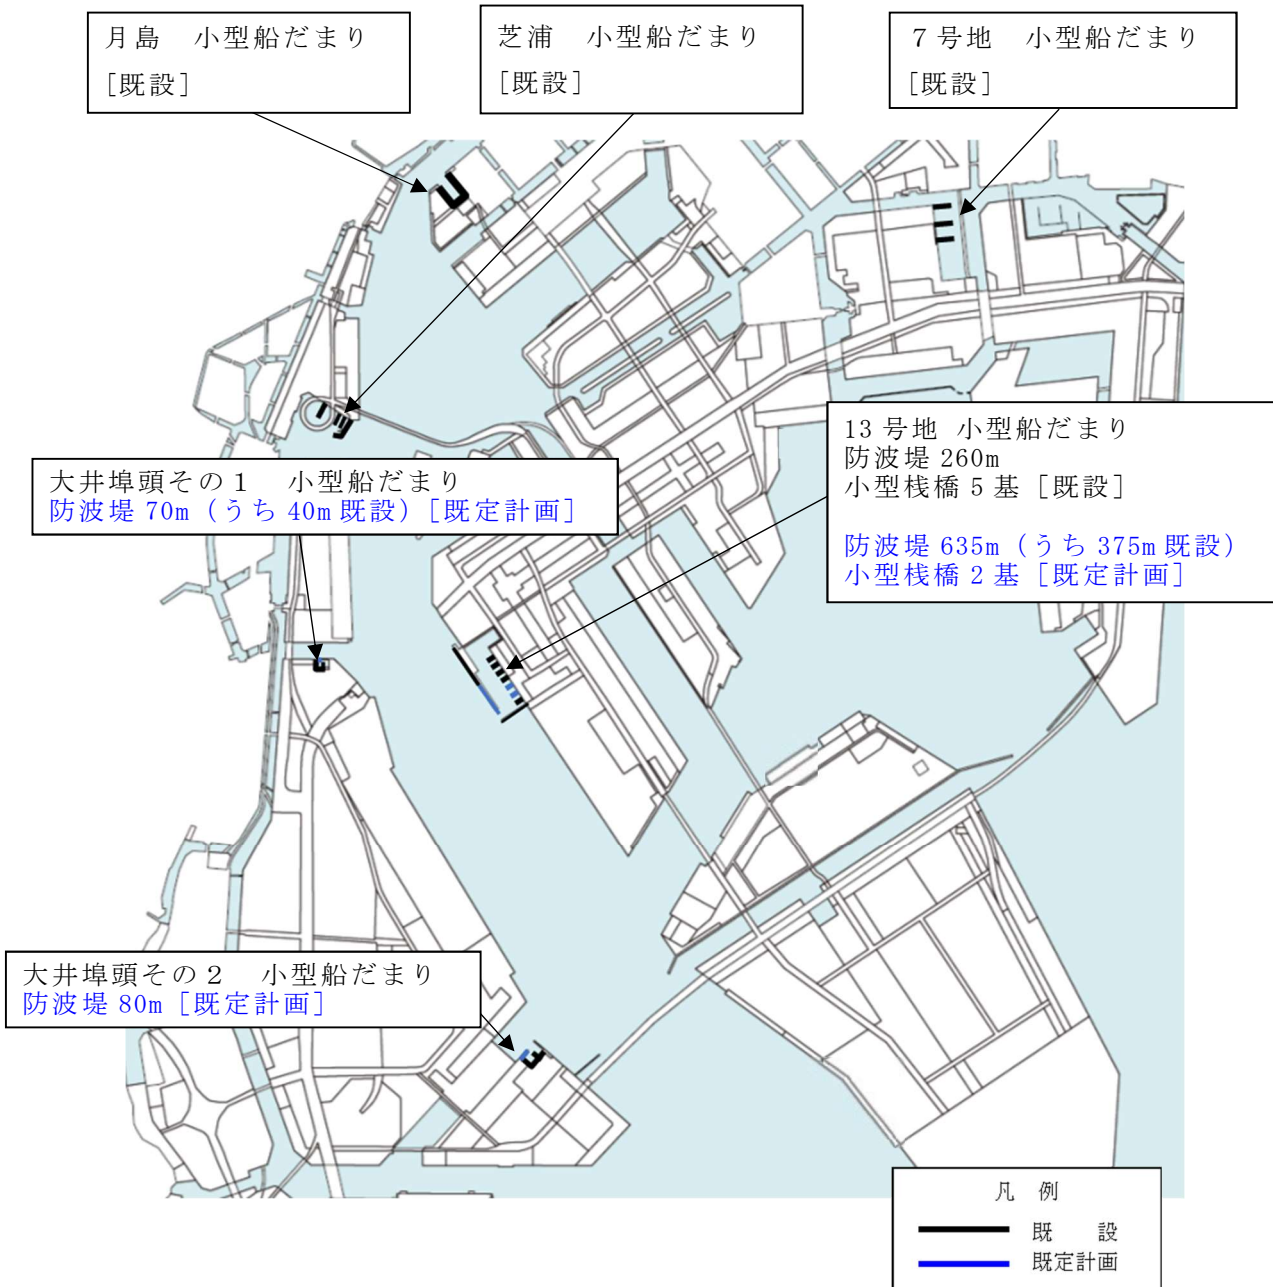 月島　小型船だまり
[既設]
芝浦　小型船だまり
[既設]
７号地　小型船だまり
[既設]
13号地 小型船だまり
防波堤 260m
小型桟橋 5 基［既設］
防波堤 635m（うち 375m 既設）
小型桟橋 2 基［既定計画］
大井埠頭その１　小型船だまり
防波堤 70m（うち 40m 既設）［既定計画］
大井埠頭その２　小型船だまり
防波堤 80m［既定計画］
凡　例
既　　設
既定計画